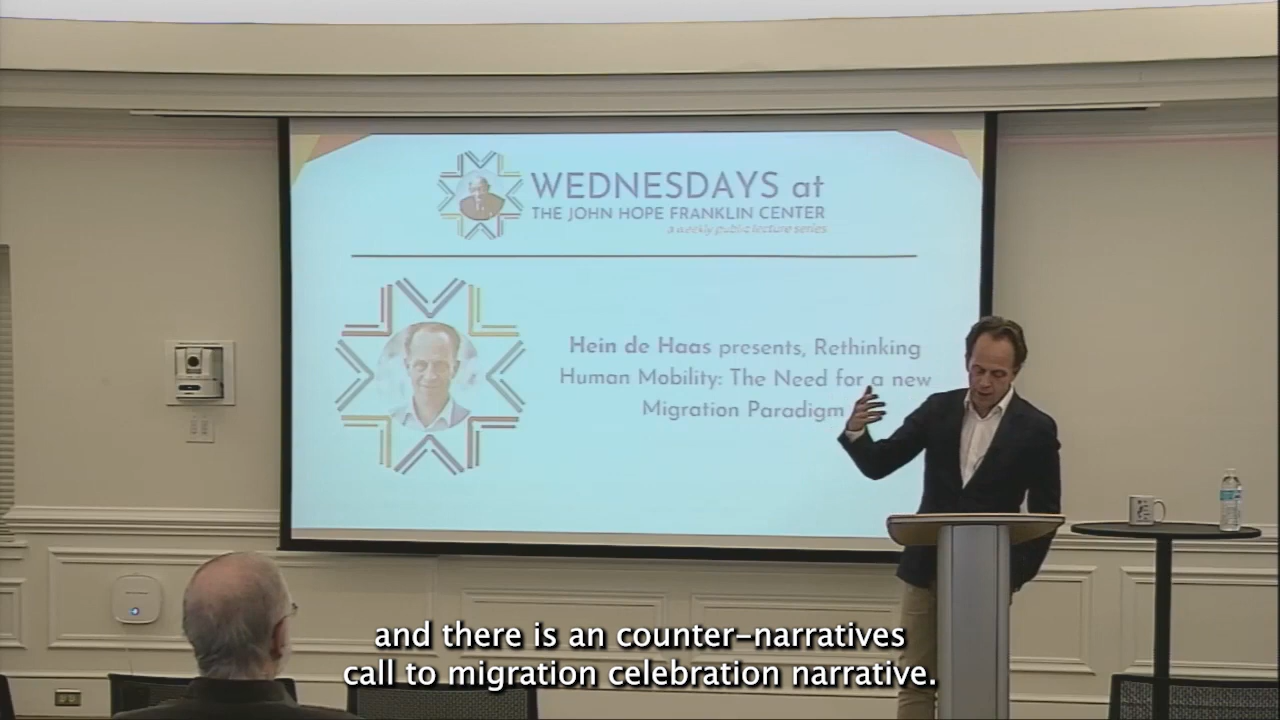 WEDNESDAYS at
THE JOHN HOPE FRANKLIN CENTER
a weekly public lecture series
Hein de Haas presents, Rethinking
Human Mobility: The Need for a new
Migration Paradigm
and there is an counter-narratives
call to migration celebration narrative.